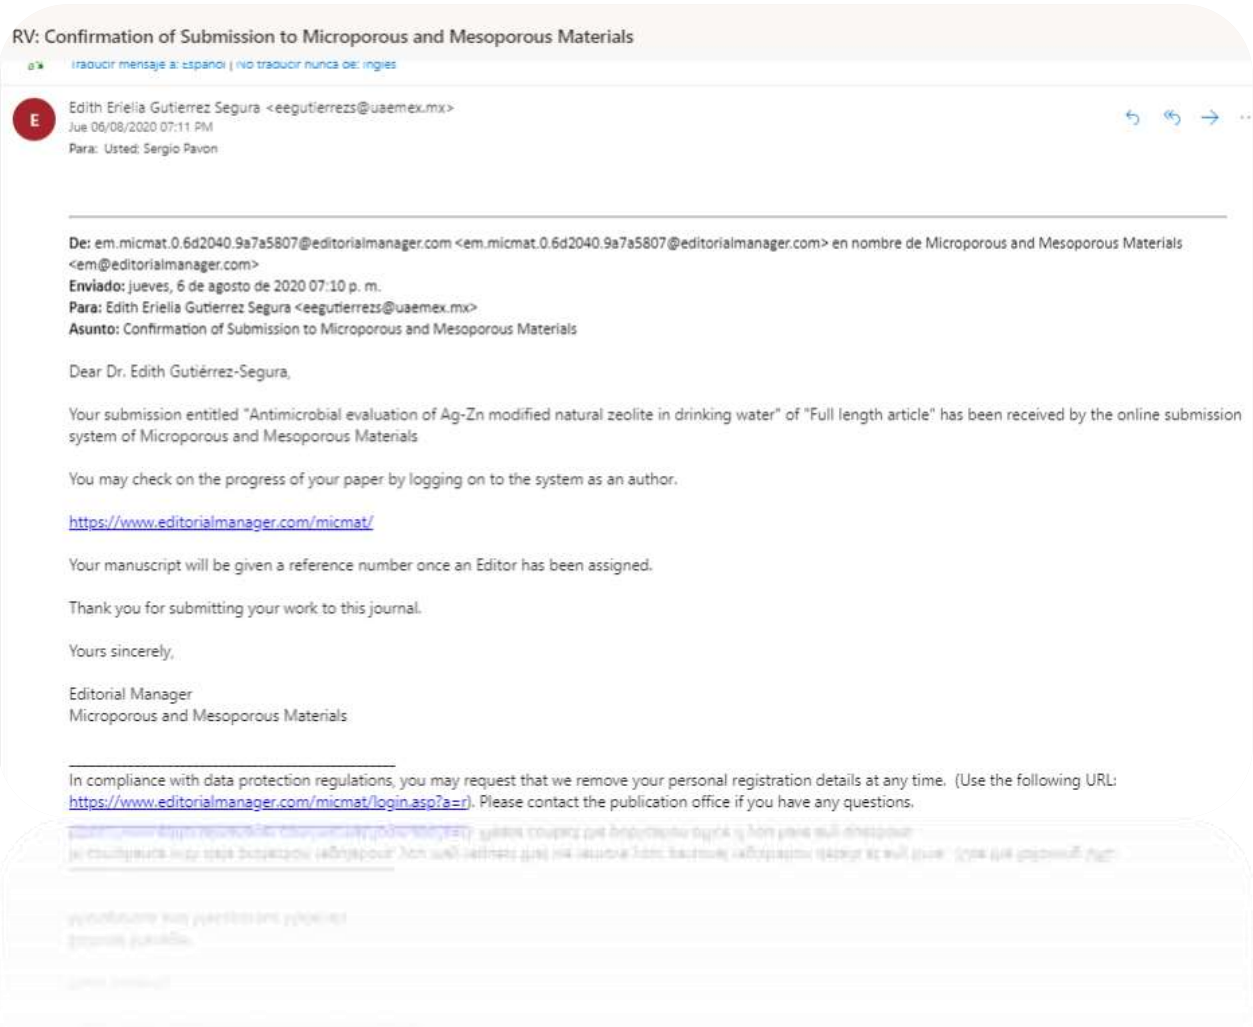 RV: Confirmation of Submission to Microporous and Mesoporous Materials
Traducir mensaje a: Español | No traducir nunca de: Inglés
E
Edith Erielia Gutierrez Segura <eegutierrezs@uaemex.mx>
Jue 06/08/2020 07:11 PM
Para: Usted; Sergio Pavon
De: em.micmat.0.6d2040.9a7a5807@editorialmanager.com <em.micmat.0.6d2040.9a7a5807@editorialmanager.com> en nombre de Microporous and Mesoporous Materials
<em@editorialmanager.com>
Enviado: jueves, 6 de agosto de 2020 07:10 p. m.
Para: Edith Erielia Gutierrez Segura <eegutierrezs@uaemex.mx>
Asunto: Confirmation of Submission to Microporous and Mesoporous Materials
Dear Dr. Edith Gutiérrez-Segura,
Your submission entitled "Antimicrobial evaluation of Ag-Zn modified natural zeolite in drinking water" of "Full length article" has been received by the online submission
system of Microporous and Mesoporous Materials
You may check on the progress of your paper by logging on to the system as an author.
https://www.editorialmanager.com/micmat/
Your manuscript will be given a reference number once an Editor has been assigned.
Thank you for submitting your work to this journal.
Yours sincerely,
Editorial Manager
Microporous and Mesoporous Materials
In compliance with data protection regulations, you may request that we remove your personal registration details at any time. (Use the following URL:
https://www.editorialmanager.com/micmat/login.asp?a=r). Please contact the publication office if you have any questions.